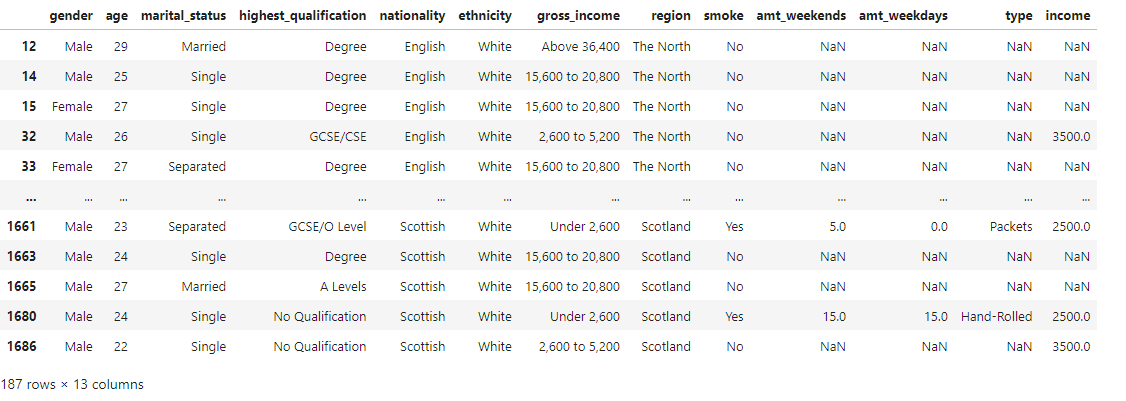 gender age marital_status highest_qualification nationality ethnicity gross_income region smoke amt_weekends amt_weekdays type income
12 Male 29 Married Degree English White Above 36,400 The North No NaN NaN NaN NaN
14 Male 25 Single Degree English White 15,600 to 20,800 The North No NaN NaN NaN NaN
15 Female 27 Single Degree English White 15,600 to 20,800 The North No NaN NaN NaN NaN
32 Male 26 Single GCSE/CSE English White 2,600 to 5,200 The North No NaN NaN NaN 3500.0
33 Female 27 Separated Degree English White 15,600 to 20,800 The North No NaN NaN NaN NaN
... ... ... ... ... ... ... ... ... ... ... ... ... ...
1661 Male 23 Separated GCSE/O Level Scottish White Under 2,600 Scotland Yes 5.0 0.0 Packets 2500.0
1663 Male 24 Single Degree Scottish White 15,600 to 20,800 Scotland No NaN NaN NaN NaN
1665 Male 27 Married A Levels Scottish White 15,600 to 20,800 Scotland No NaN NaN NaN NaN
1680 Male 24 Single No Qualification Scottish White Under 2,600 Scotland Yes 15.0 15.0 Hand-Rolled 2500.0
1686 Male 22 Single No Qualification Scottish White 2,600 to 5,200 Scotland No NaN NaN NaN 3500.0
187 rows × 13 columns